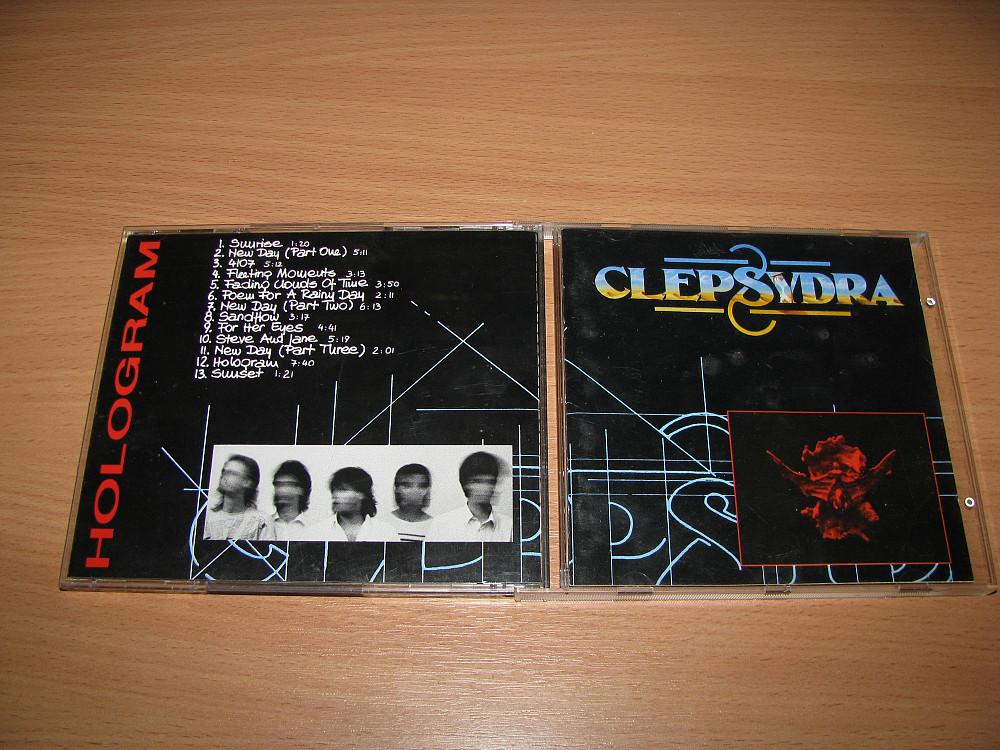 HOLOGRAM
1. Sunrise 1:20
2. New Day (Part One) 5:11
3. 4107 5:12
4. Fleeting Moments 3:13
5. Fading Clouds Of Time 3:50
6. Poem For A Rainy Day 2:11
7. New Day (Part Two) 6:13
8. Sandflow 3:17
9. For Her Eyes 4:41
10. Steve And Jane 5:19
11. New Day (Part Three) 2:01
12. Hologram 7:40
13. Sunset 1:21
CLEPSYDRA